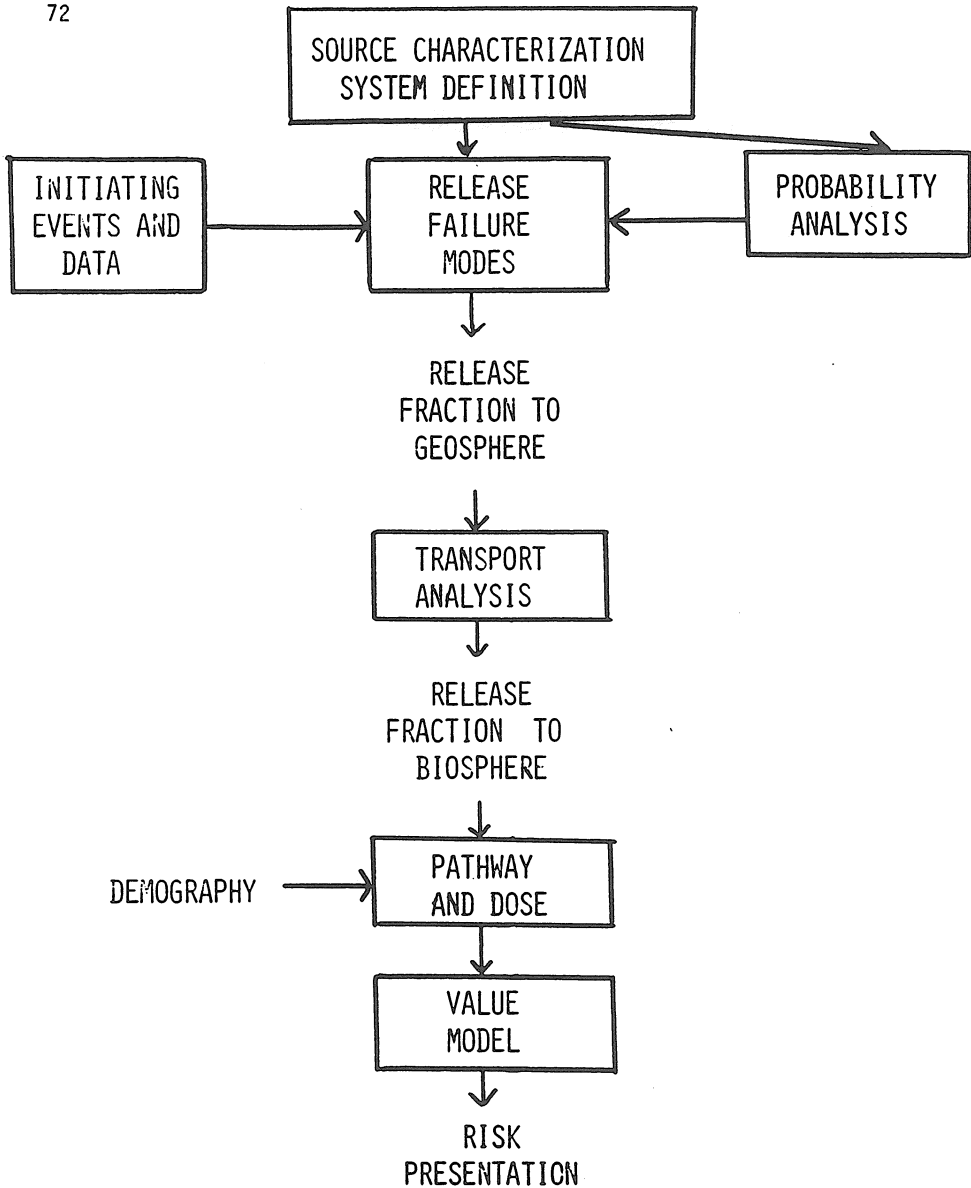 72
SOURCE CHARACTERIZATION
SYSTEM DEFINITION
INITIATING
EVENTS AND
DATA
RELEASE
FAILURE
MODES
PROBABILITY
ANALYSIS
RELEASE
FRACTION TO
GEOSPHERE
TRANSPORT
ANALYSIS
RELEASE
FRACTION TO
BIOSPHERE
DEMOGRAPHY
PATHWAY
AND DOSE
VALUE
MODEL
RISK
PRESENTATION